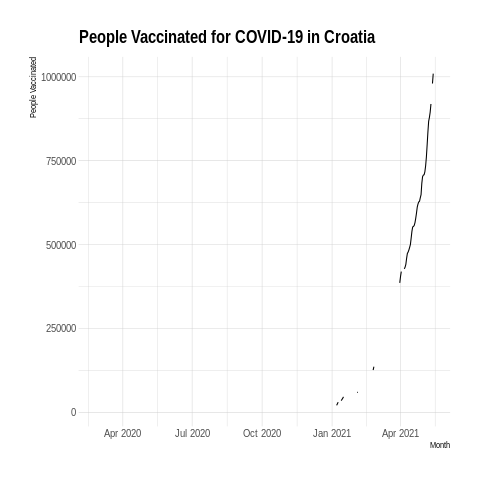 People Vaccinated for COVID-19 in Croatia
People Vaccinated
1000000
750000
500000
250000
0
Apr 2020 Jul 2020 Oct 2020 Jan 2021 Apr 2021
Month